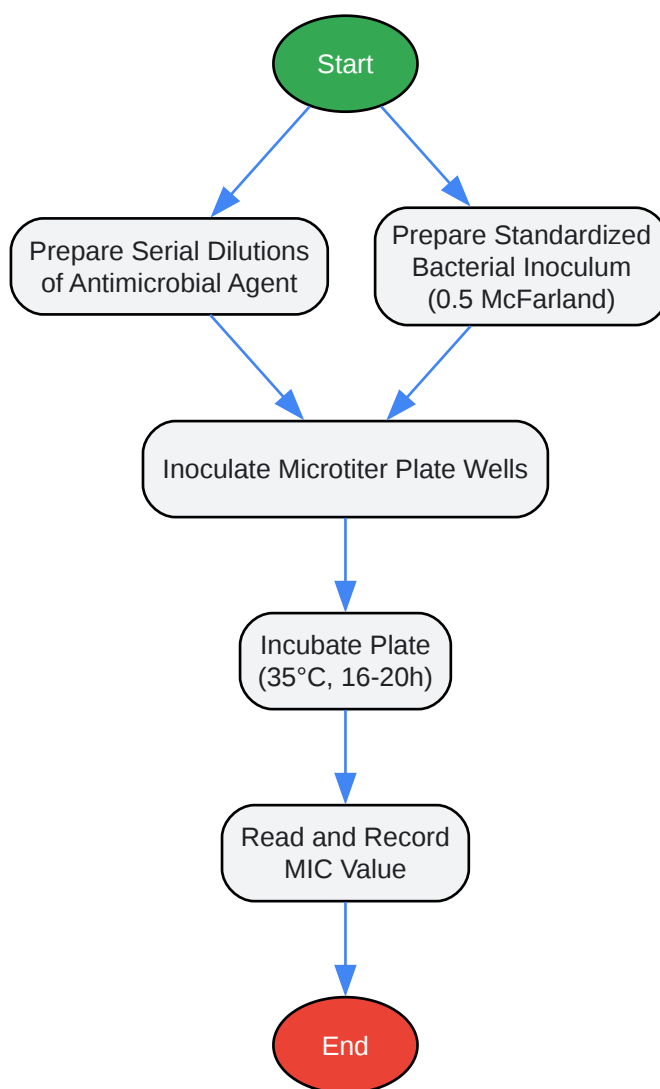 Start
Prepare Serial Dilutions
of Antimicrobial Agent
Prepare Standardized
Bacterial Inoculum
(0.5 McFarland)
Inoculate Microtiter Plate Wells
Incubate Plate
(35°C, 16-20h)
Read and Record
MIC Value
End